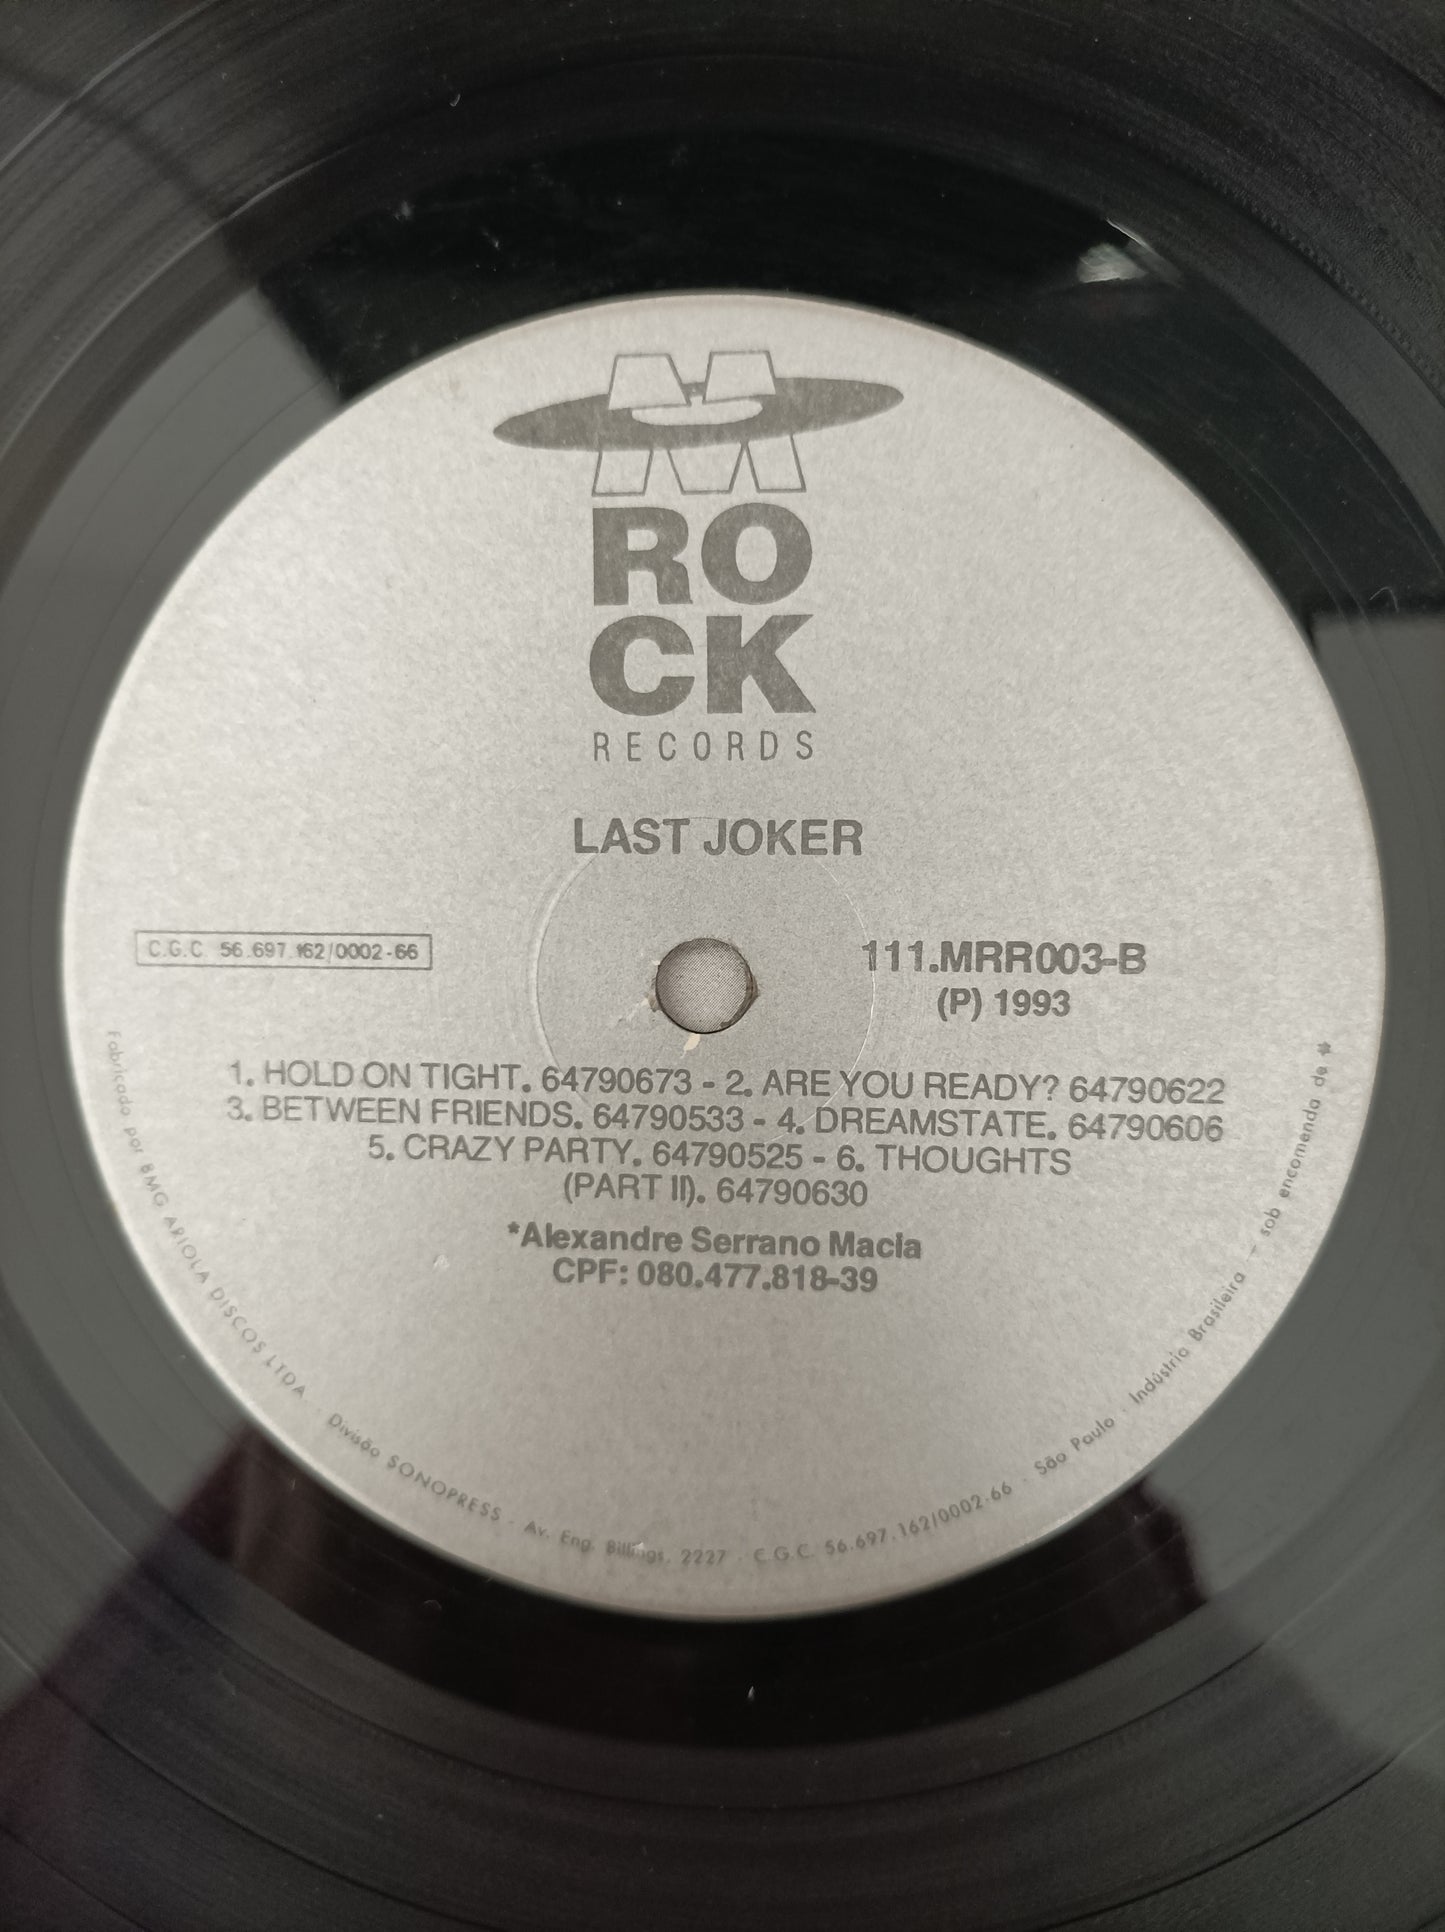 M
ROCK
RECORDS
LAST JOKER
C.G.C. 56.697.162/0002-66
111.MRR003-B
(P) 1993
1. HOLD ON TIGHT. 64790673 - 2. ARE YOU READY? 64790622
3. BETWEEN FRIENDS. 64790533 - 4. DREAMSTATE. 64790606
5. CRAZY PARTY. 64790525 - 6. THOUGHTS
(PART II). 64790630
*Alexandre Serrano Macia
CPF: 080.477.818-39
Fabricado por BMG ARIOLA DISCOS LTDA · Divisão SONOPRESS · Av. Eng. Billings, 2227 · C.G.C. 56.697.162/0002-66 · São Paulo · Indústria Brasileira — sob encomenda de *